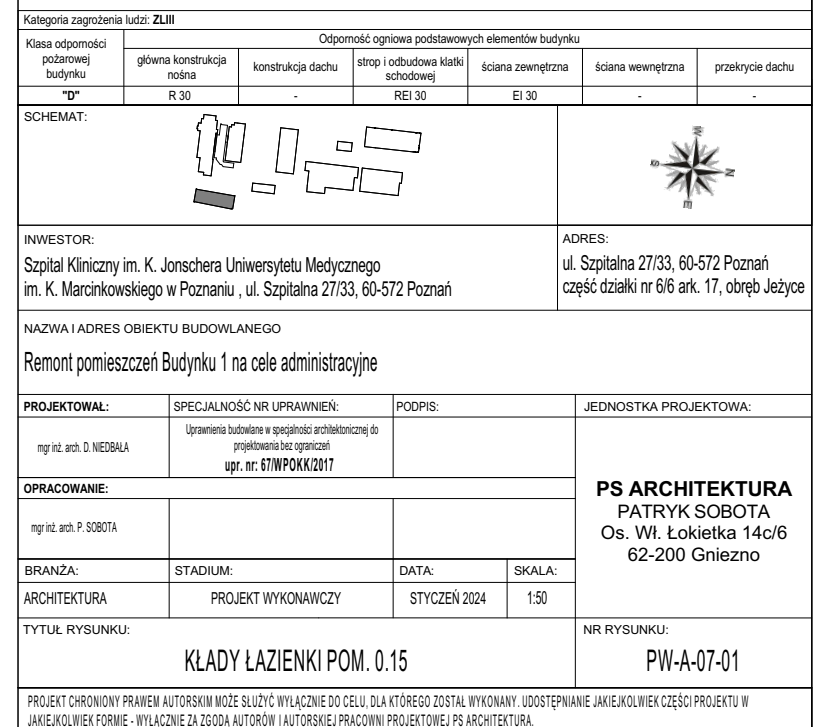 Kategoria zagrożenia ludzi: ZLIII
Klasa odporności pożarowej budynku
Odporność ogniowa podstawowych elementów budynku
główna konstrukcja nośna
konstrukcja dachu
strop i odbudowa klatki schodowej
ściana zewnętrzna
ściana wewnętrzna
przekrycie dachu
"D" R 30 - REI 30 EI 30 - -
SCHEMAT:
W
S
N
E
INWESTOR:
Szpital Kliniczny im. K. Jonschera Uniwersytetu Medycznego
im. K. Marcinkowskiego w Poznaniu , ul. Szpitalna 27/33, 60-572 Poznań
ADRES:
ul. Szpitalna 27/33, 60-572 Poznań
część działki nr 6/6 ark. 17, obręb Jeżyce
NAZWA I ADRES OBIEKTU BUDOWLANEGO
Remont pomieszczeń Budynku 1 na cele administracyjne
PROJEKTOWAŁ: SPECJALNOŚĆ NR UPRAWNIEŃ: PODPIS: JEDNOSTKA PROJEKTOWA:
mgr inż. arch. D. NIEDBAŁA
Uprawnienia budowlane w specjalności architektonicznej do
projektowania bez ograniczeń
upr. nr: 67/WPOKK/2017
OPRACOWANIE:
mgr inż. arch. P. SOBOTA
PS ARCHITEKTURA
PATRYK SOBOTA
Os. Wł. Łokietka 14c/6
62-200 Gniezno
BRANŻA: STADIUM: DATA: SKALA:
ARCHITEKTURA PROJEKT WYKONAWCZY STYCZEŃ 2024 1:50
TYTUŁ RYSUNKU:
KŁADY ŁAZIENKI POM. 0.15
NR RYSUNKU:
PW-A-07-01
PROJEKT CHRONIONY PRAWEM AUTORSKIM MOŻE SŁUŻYĆ WYŁĄCZNIE DO CELU, DLA KTÓREGO ZOSTAŁ WYKONANY. UDOSTĘPNIANIE JAKIEJKOLWIEK CZĘŚCI PROJEKTU W
JAKIEJKOLWIEK FORMIE - WYŁĄCZNIE ZA ZGODĄ AUTORÓW I AUTORSKIEJ PRACOWNI PROJEKTOWEJ PS ARCHITEKTURA.